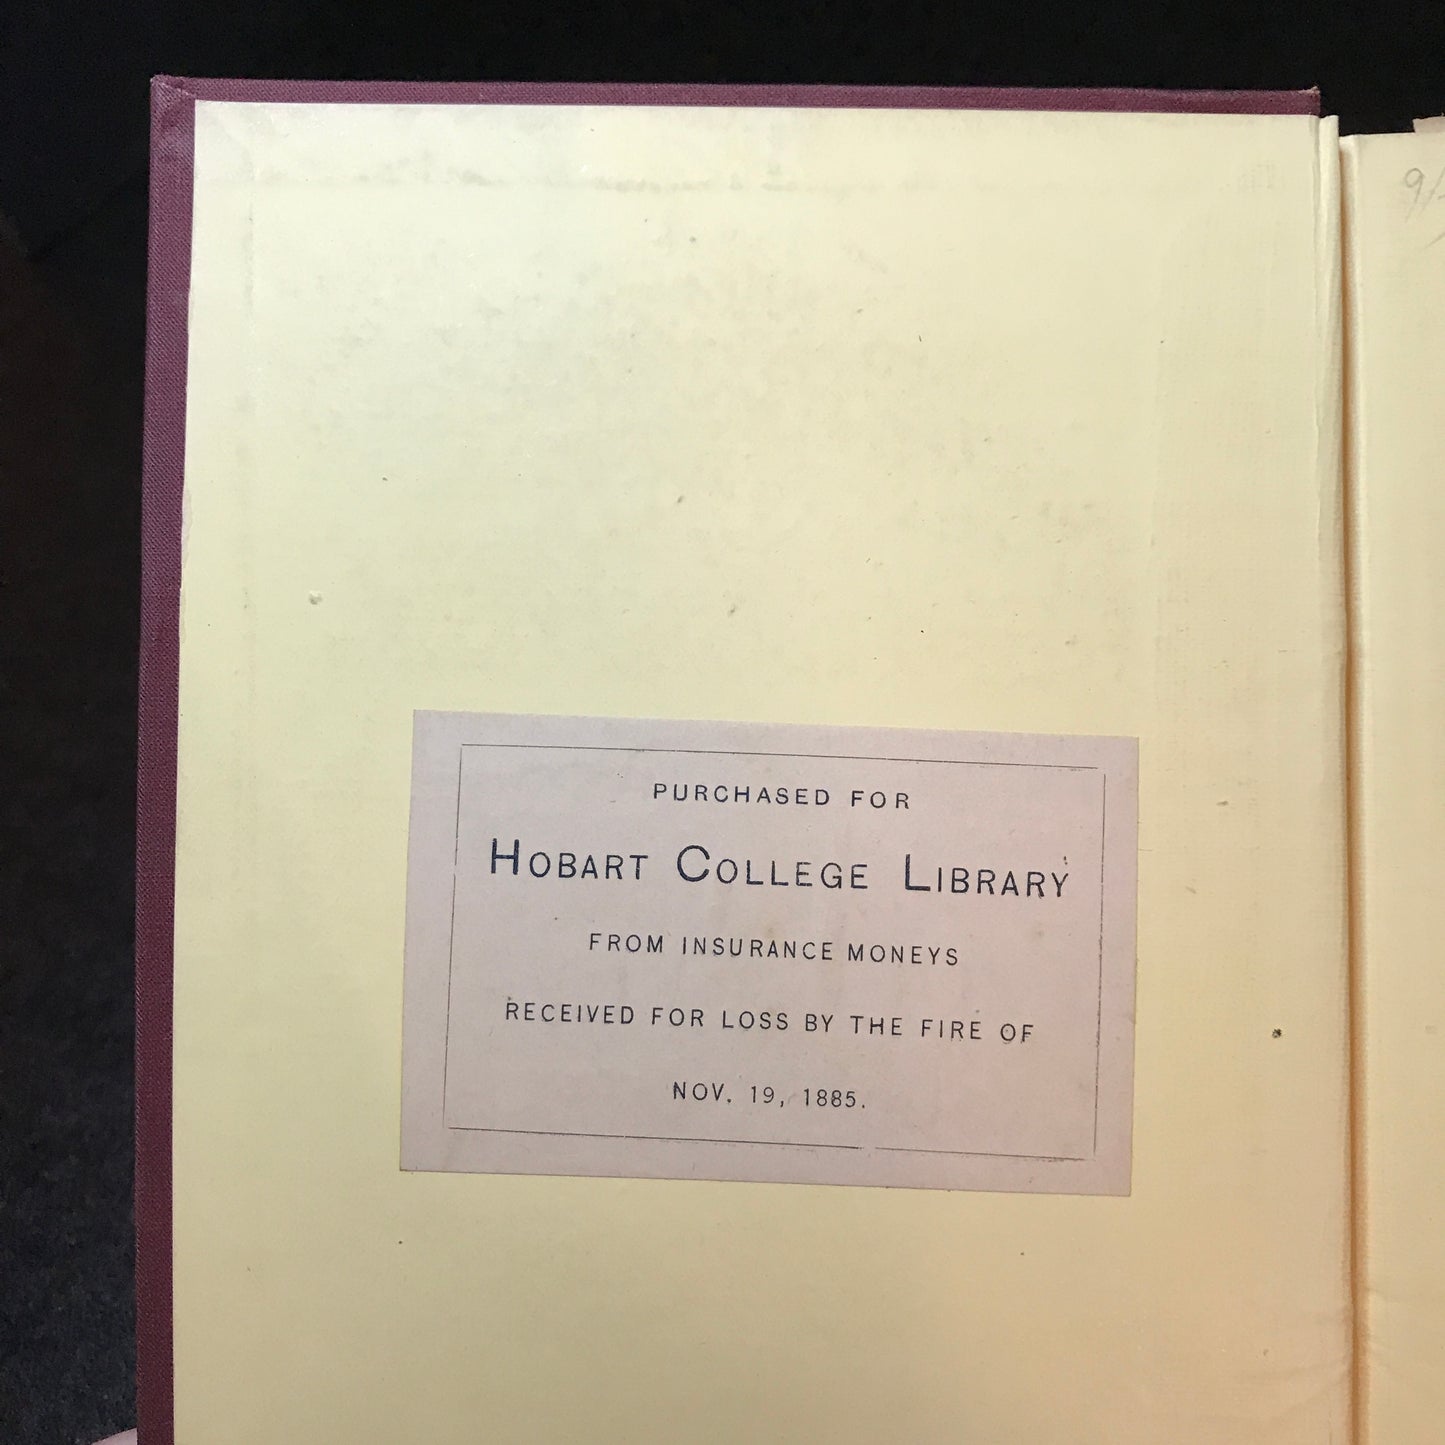 PURCHASED FOR
HOBART COLLEGE LIBRARY
FROM INSURANCE MONEYS
RECEIVED FOR LOSS BY THE FIRE OF
NOV. 19, 1885.